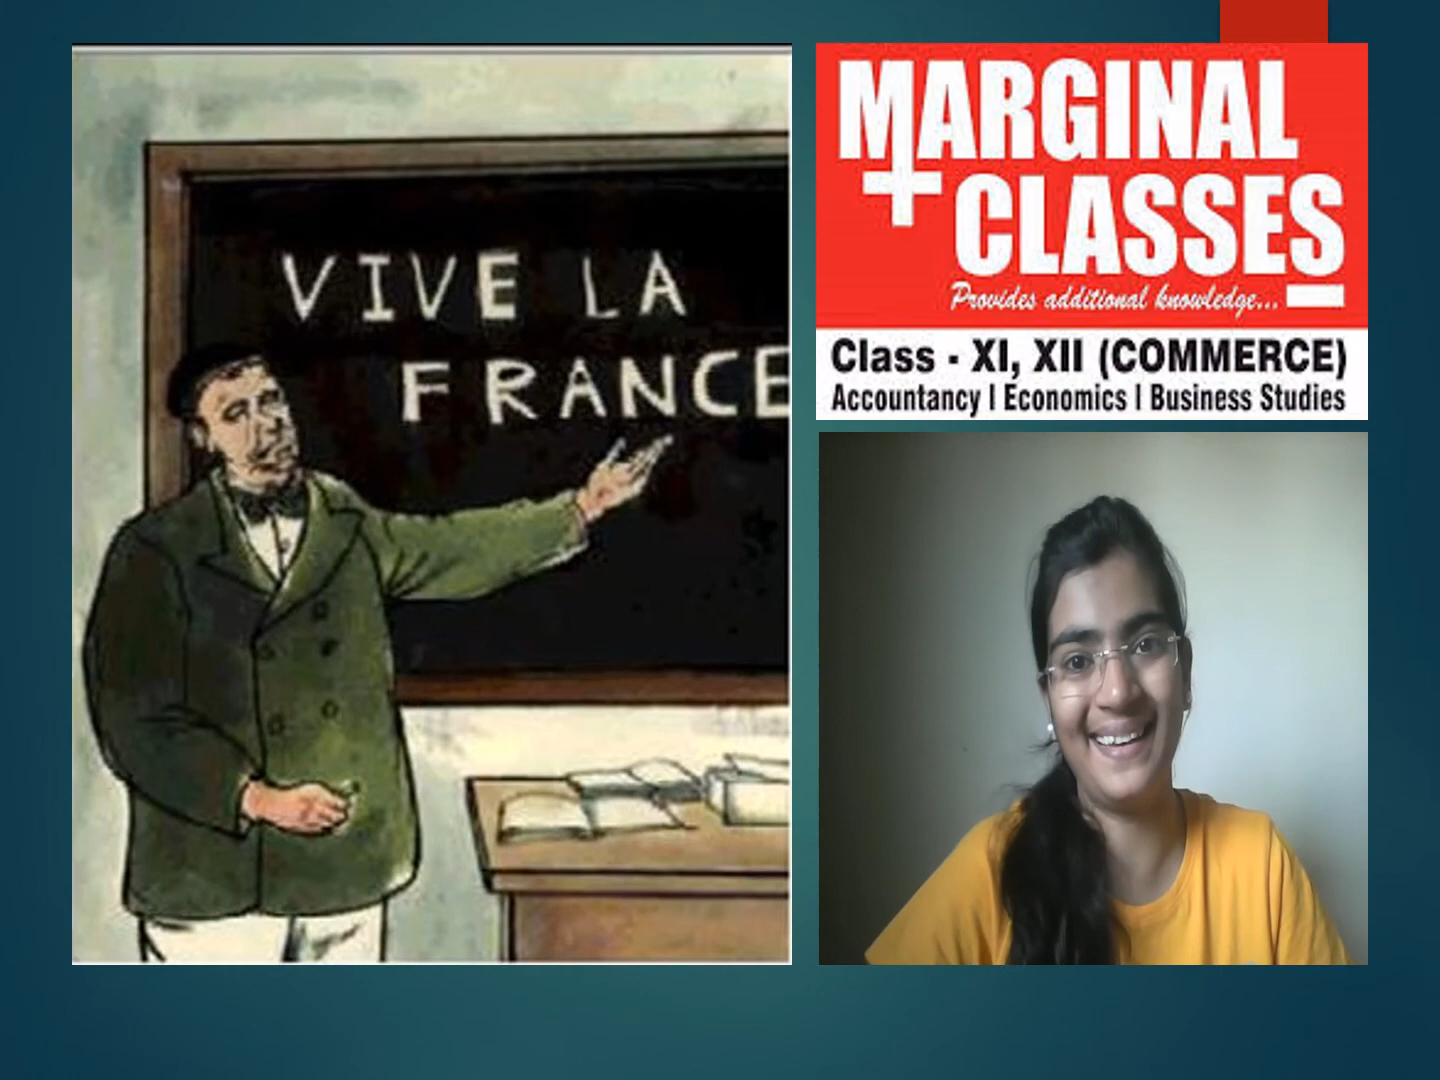 VIVE LA
FRANCE
MARGINAL
+CLASSES
Provides additional knowledge...
Class - XI, XII (COMMERCE)
Accountancy | Economics | Business Studies